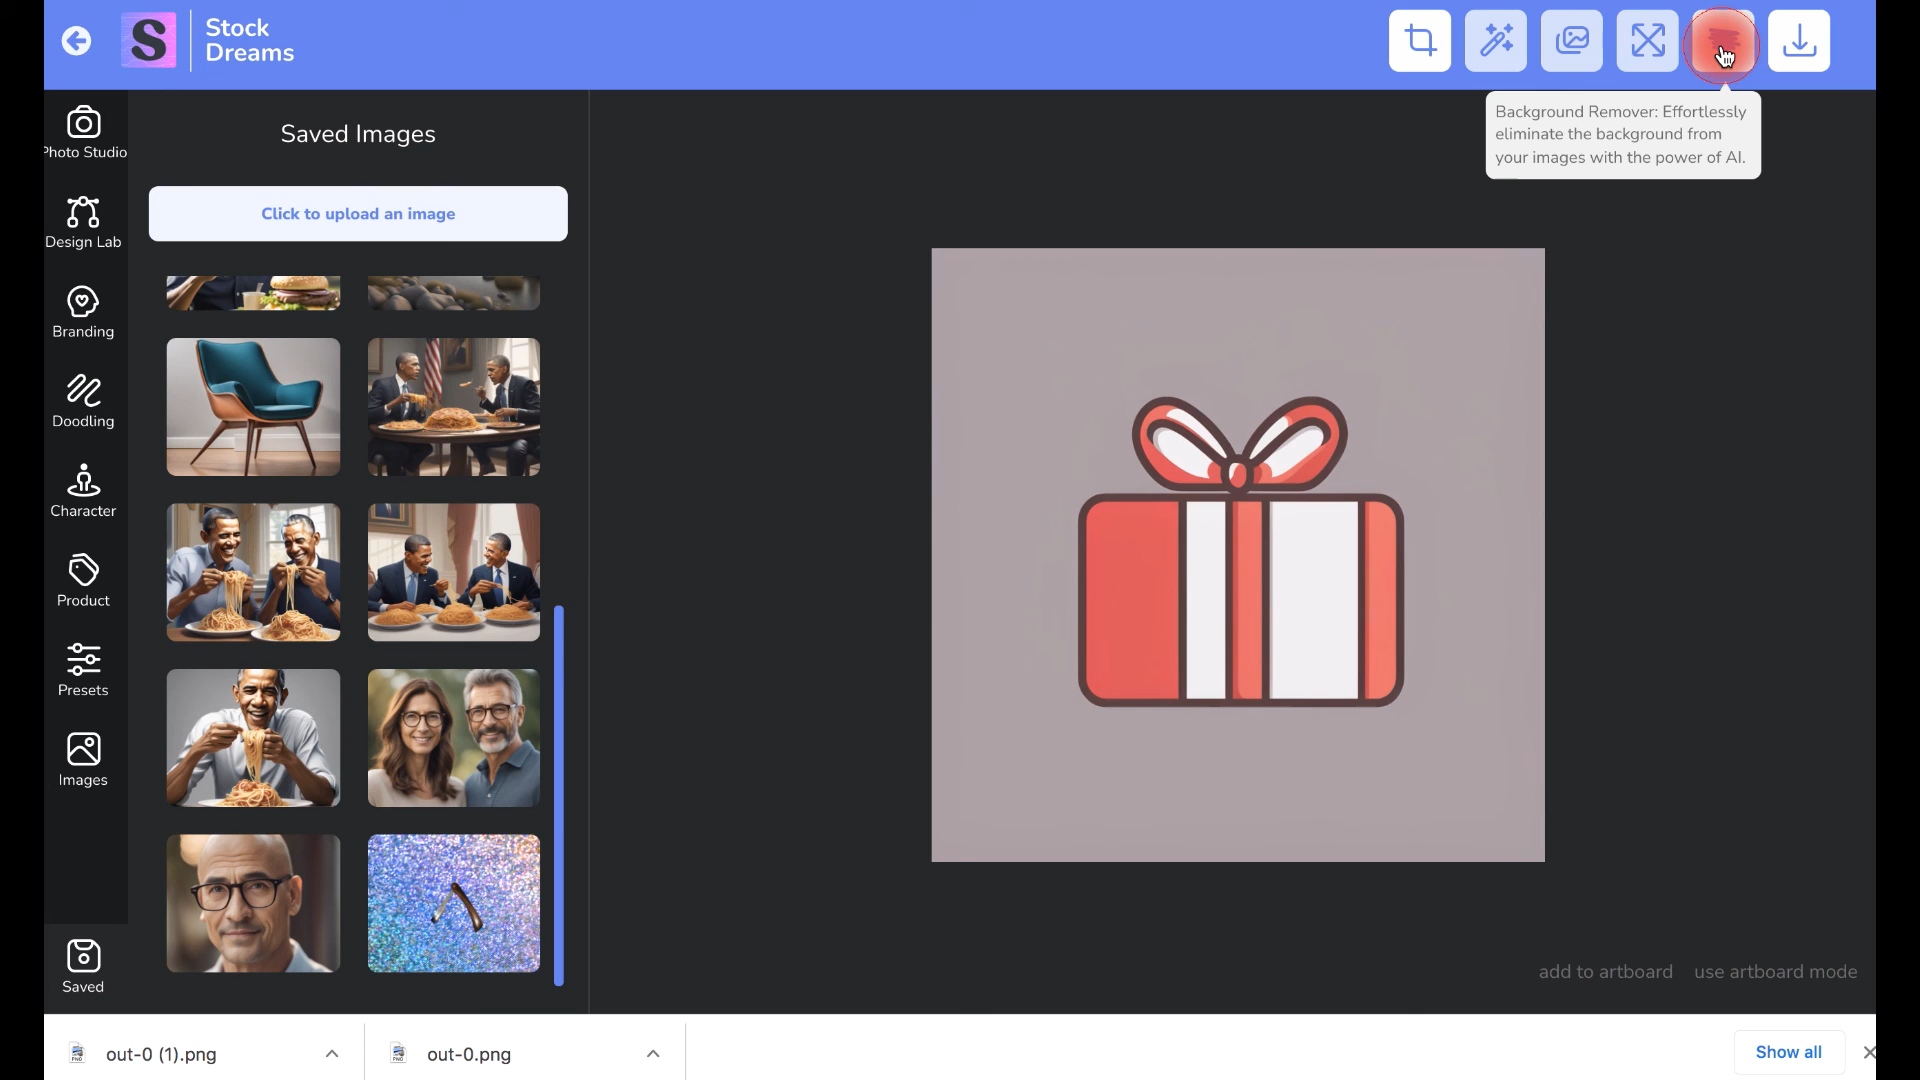 S
Stock
Dreams
Background Remover: Effortlessly
eliminate the background from
your images with the power of AI.
Photo Studio
Design Lab
Branding
Doodling
Character
Product
Presets
Images
Saved
Saved Images
Click to upload an image
add to artboard
use artboard mode
out-0 (1).png
out-0.png
Show all